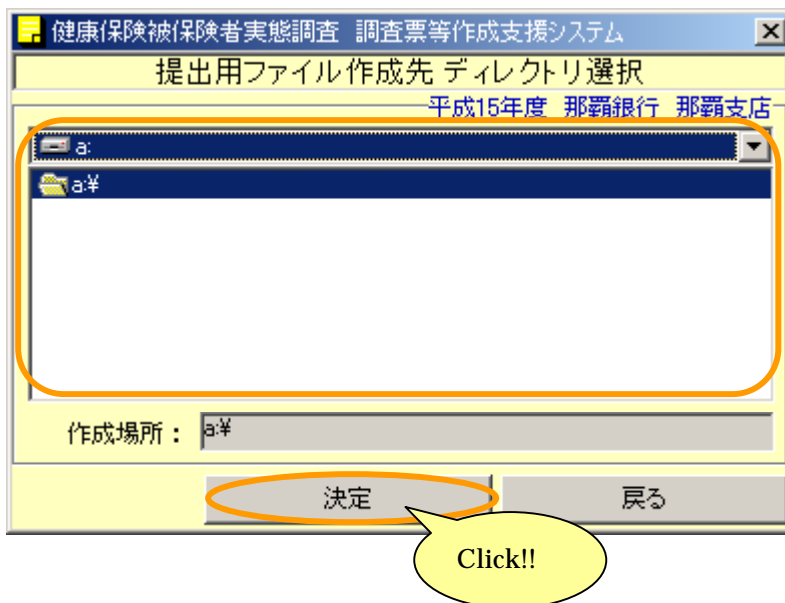 健康保険被保険者実態調査 調査票等作成支援システム
提出用ファイル作成先 ディレクトリ選択
平成15年度 那覇銀行 那覇支店
a:
a:¥
作成場所： a:¥
決定 戻る
Click!!